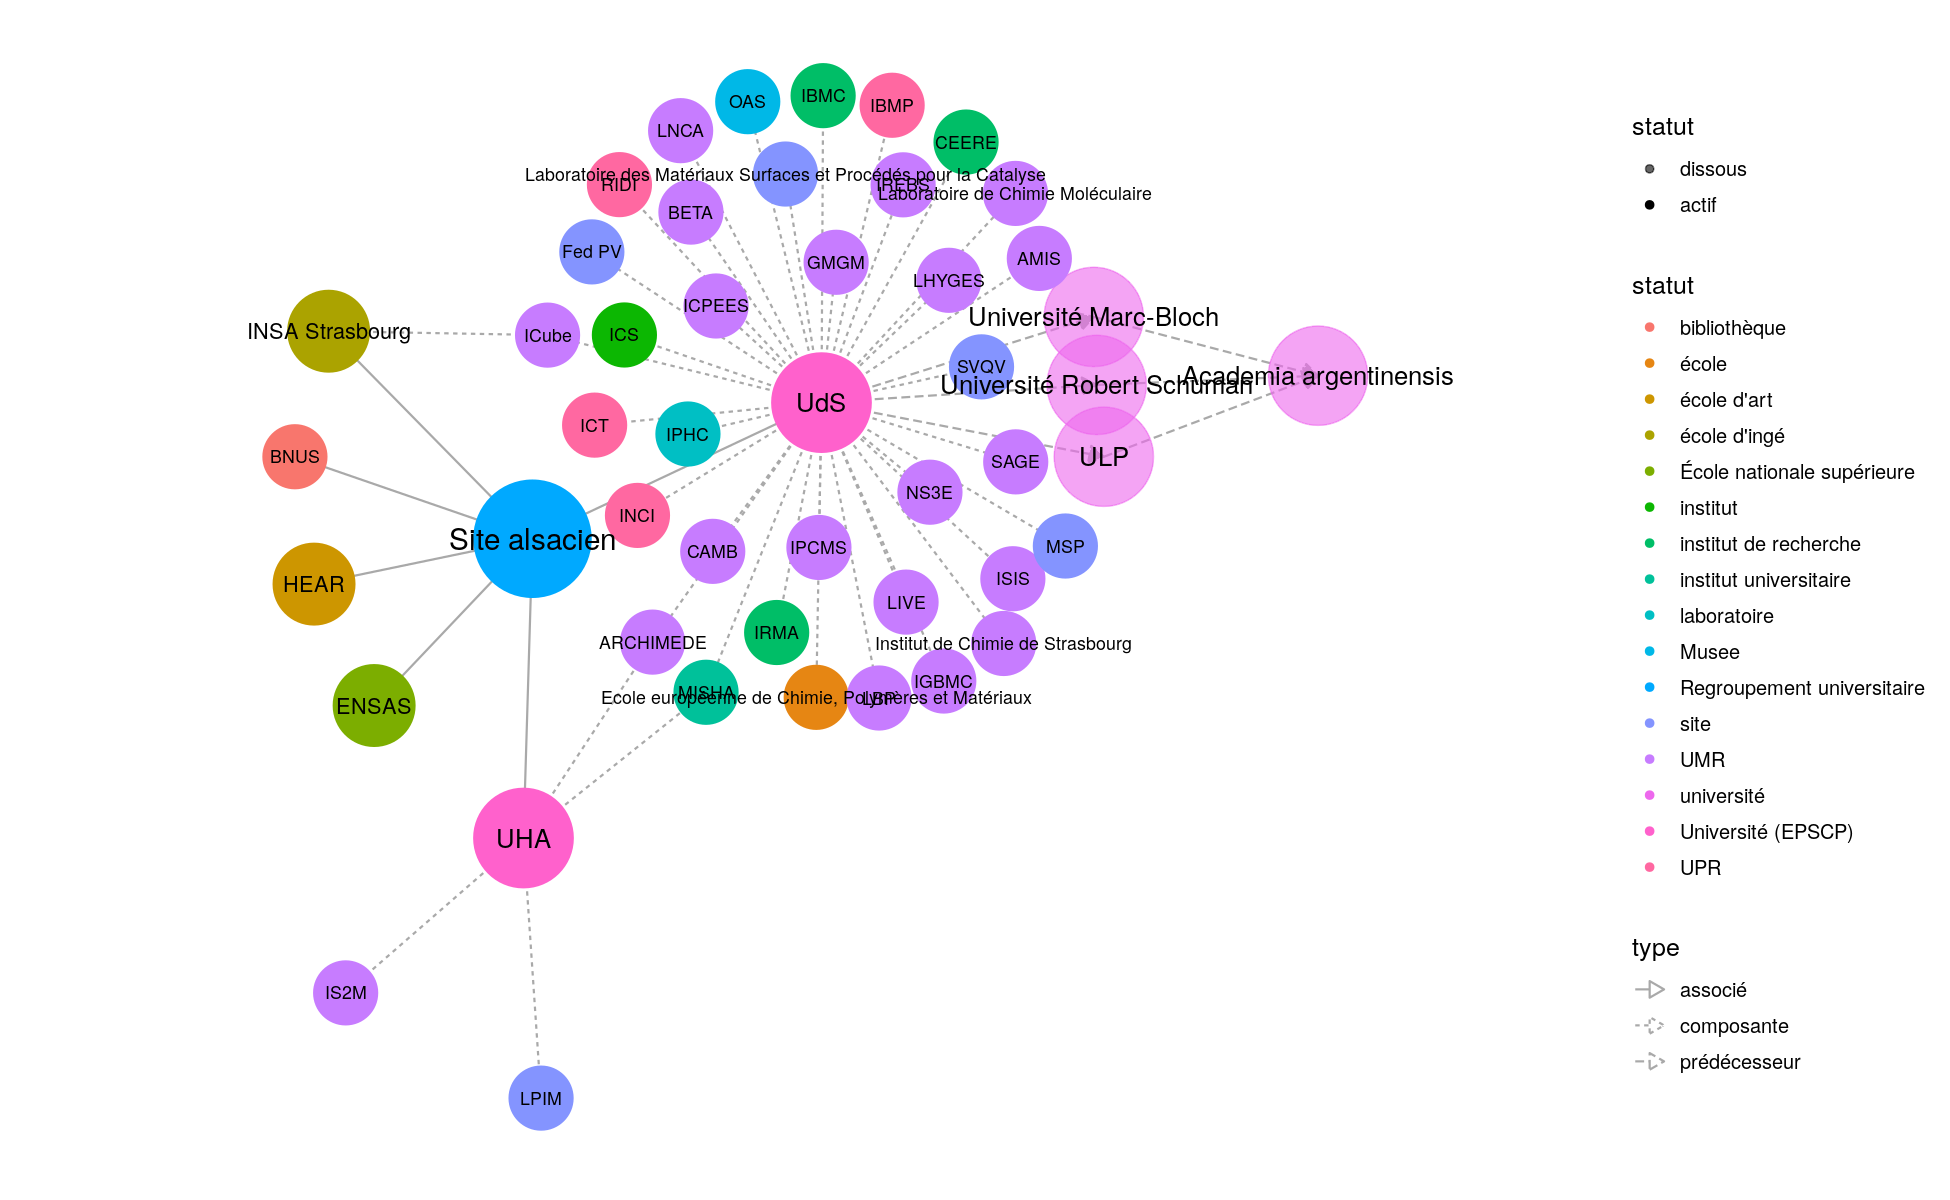 OAS
IBMC
IBMP
LNCA
CEERE
Laboratoire des Matériaux Surfaces et Procédés pour la Catalyse
RIDI
IREBS
Laboratoire de Chimie Moléculaire
BETA
Fed PV
GMGM
AMIS
LHYGES
ICPEES
Université Marc-Bloch
INSA Strasbourg
ICube
ICS
SVQV
Université Robert Schuman
Academia argentinensis
UdS
ICT
IPHC
BNUS
ULP
SAGE
NS3E
INCI
Site alsacien
CAMB
IPCMS
MSP
HEAR
ISIS
LIVE
IRMA
ARCHIMEDE
Institut de Chimie de Strasbourg
IGBMC
MISHA
Ecole européenne de Chimie, Polymères et Matériaux
LBP
ENSAS
UHA
IS2M
LPIM
statut
dissous
actif
statut
bibliothèque
école
école d'art
école d'ingé
École nationale supérieure
institut
institut de recherche
institut universitaire
laboratoire
Musee
Regroupement universitaire
site
UMR
université
Université (EPSCP)
UPR
type
associé
composante
prédécesseur